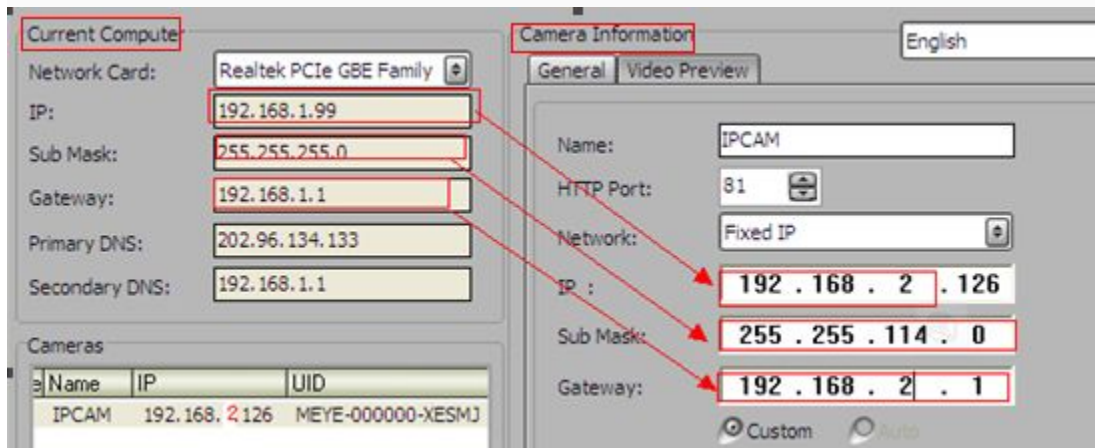 Current Computer
Network Card: Realtek PCIe GBE Family
IP: 192.168.1.99
Sub Mask: 255.255.255.0
Gateway: 192.168.1.1
Primary DNS: 202.96.134.133
Secondary DNS: 192.168.1.1
Cameras
e Name IP UID
IPCAM 192.168.2126 MEYE-000000-XESMJ
Camera Information
English
General Video Preview
Name: IPCAM
HTTP Port: 81
Network: Fixed IP
IP : 192 . 168 . 2 . 126
Sub Mask: 255 . 255 . 114 . 0
Gateway: 192 . 168 . 2 . 1
Custom Auto